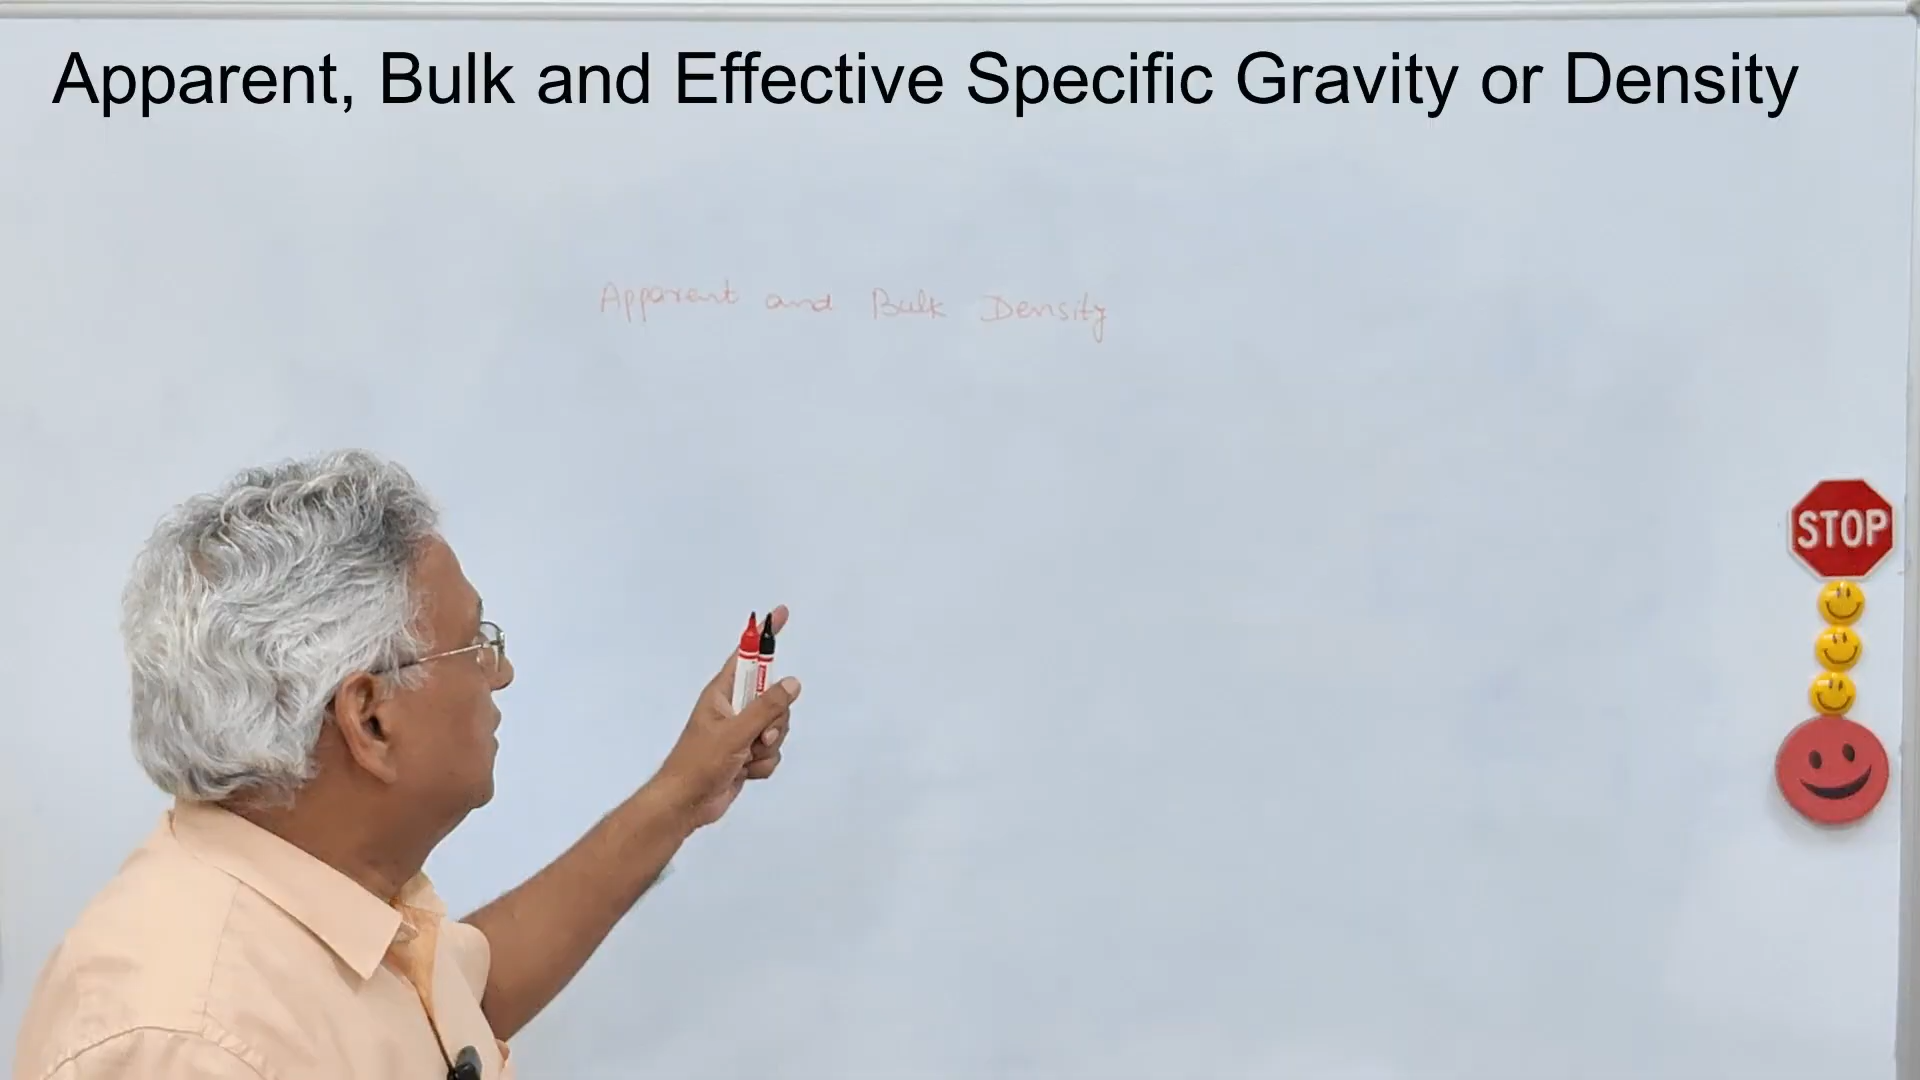 Apparent, Bulk and Effective Specific Gravity or Density
Apparent and Bulk Density
STOP